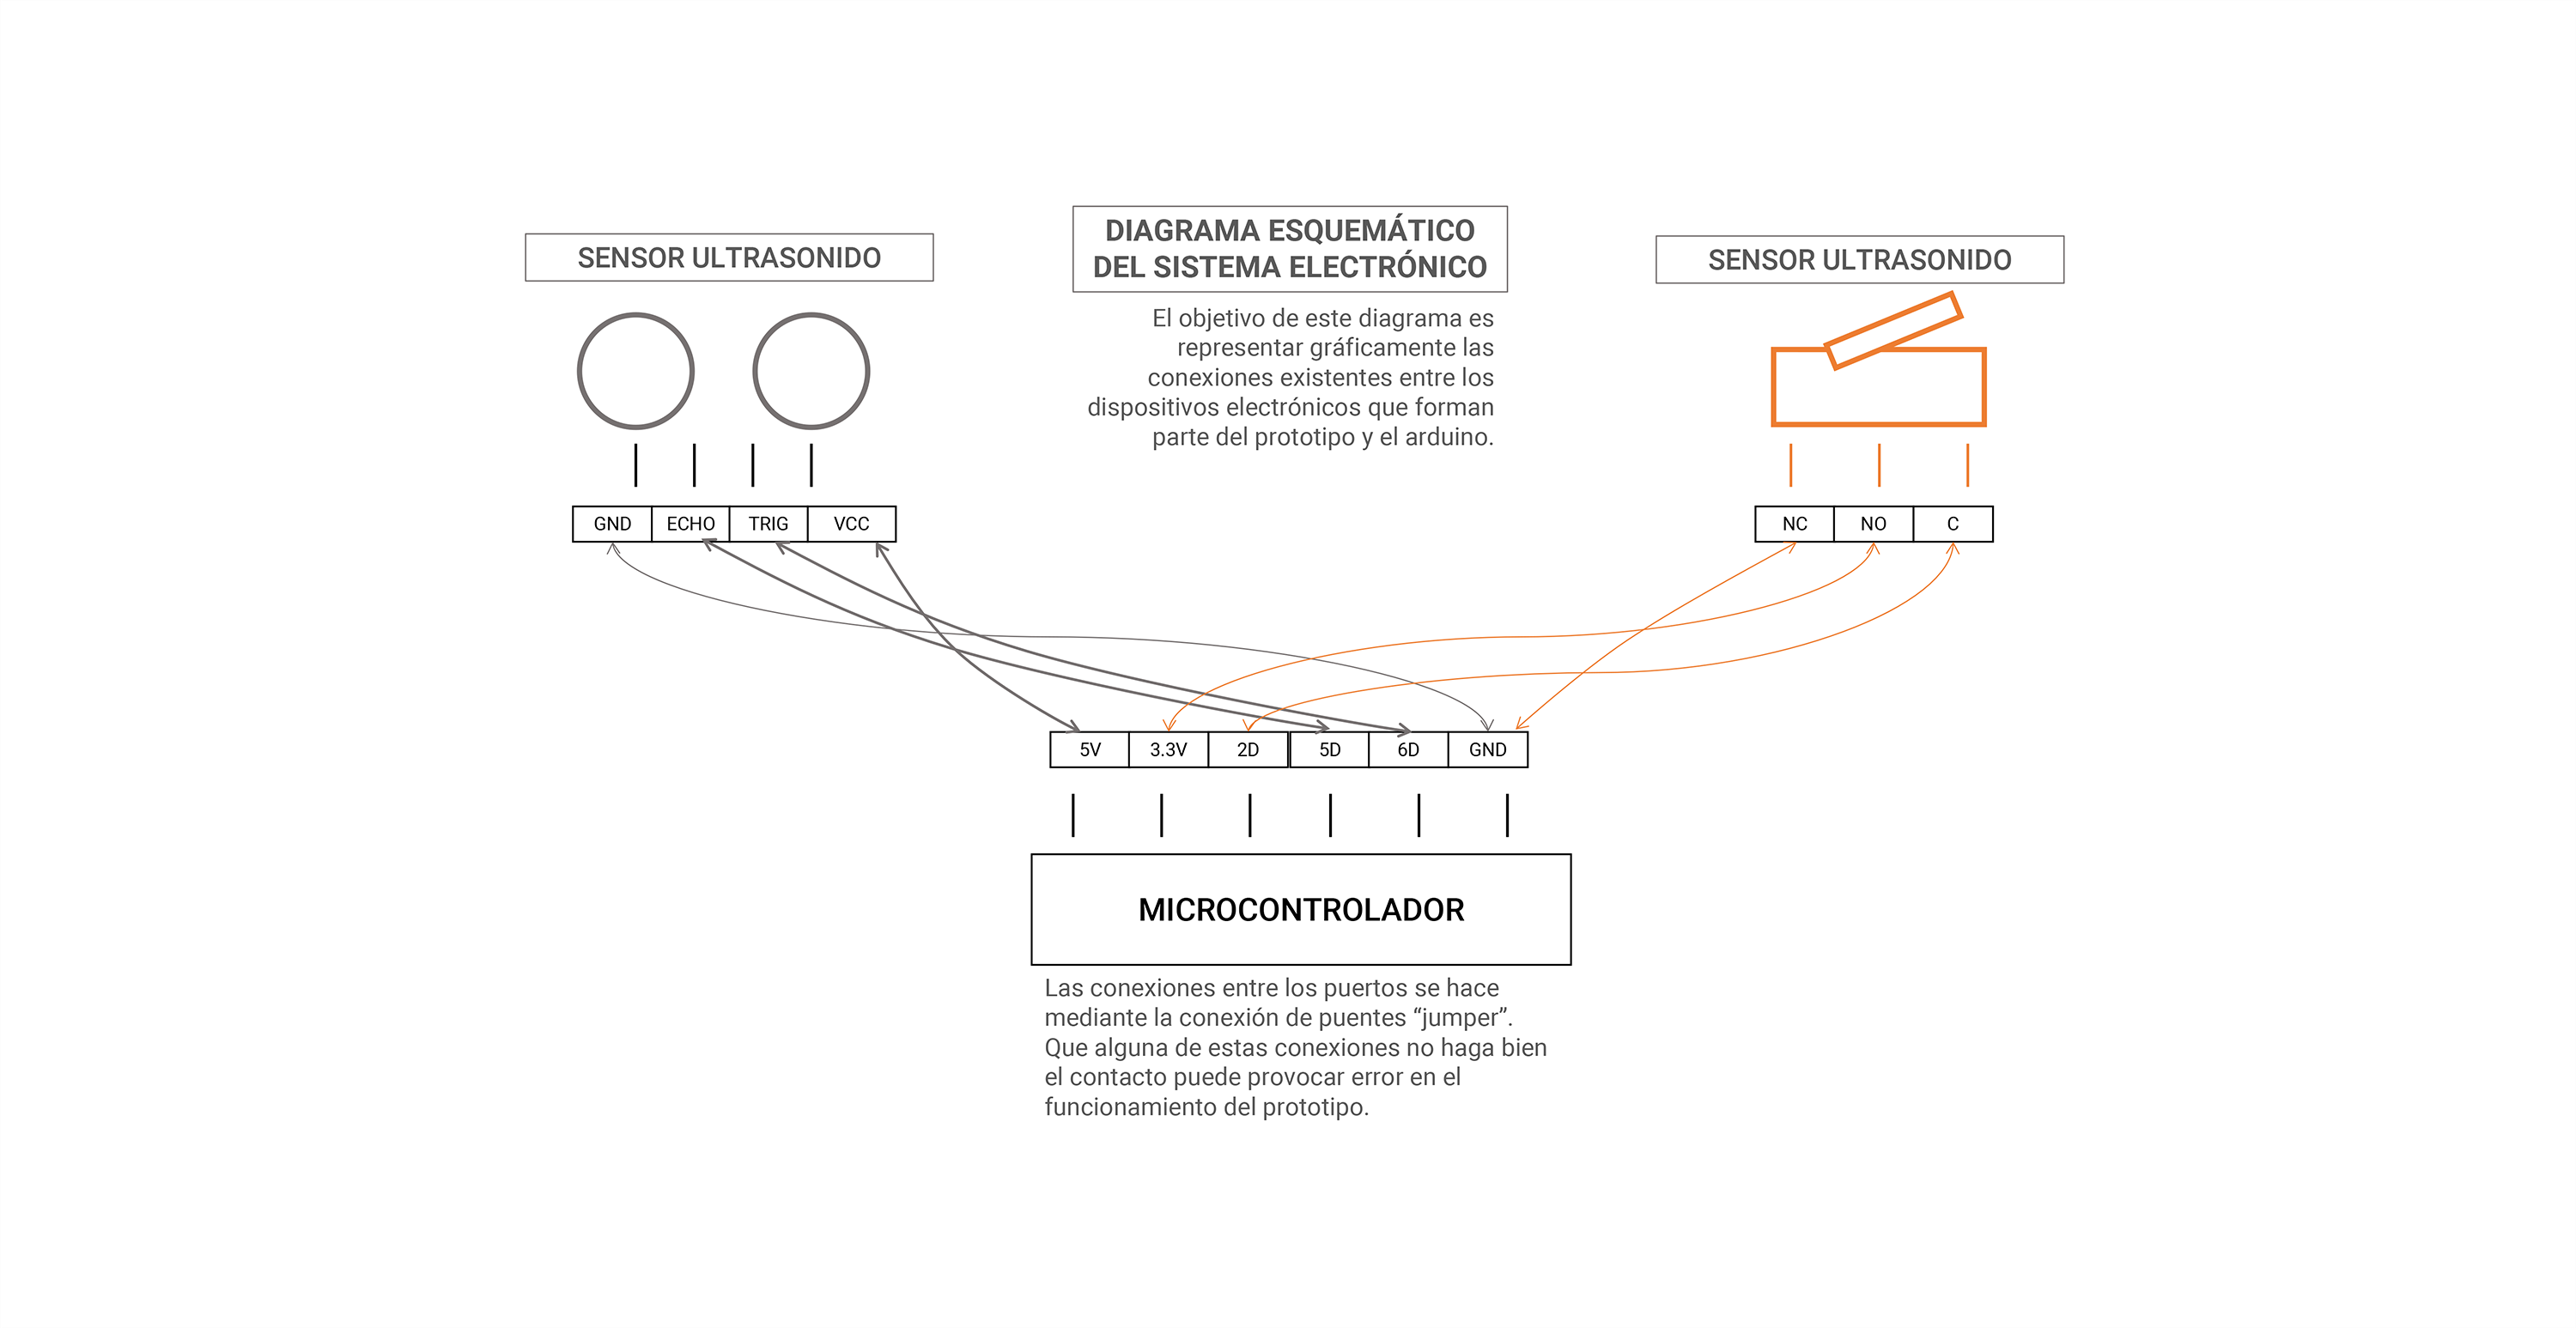 SENSOR ULTRASONIDO
GND ECHO TRIG VCC
DIAGRAMA ESQUEMÁTICO
DEL SISTEMA ELECTRÓNICO
El objetivo de este diagrama es
representar gráficamente las
conexiones existentes entre los
dispositivos electrónicos que forman
parte del prototipo y el arduino.
SENSOR ULTRASONIDO
NC NO C
5V 3.3V 2D 5D 6D GND
MICROCONTROLADOR
Las conexiones entre los puertos se hace
mediante la conexión de puentes “jumper”.
Que alguna de estas conexiones no haga bien
el contacto puede provocar error en el
funcionamiento del prototipo.